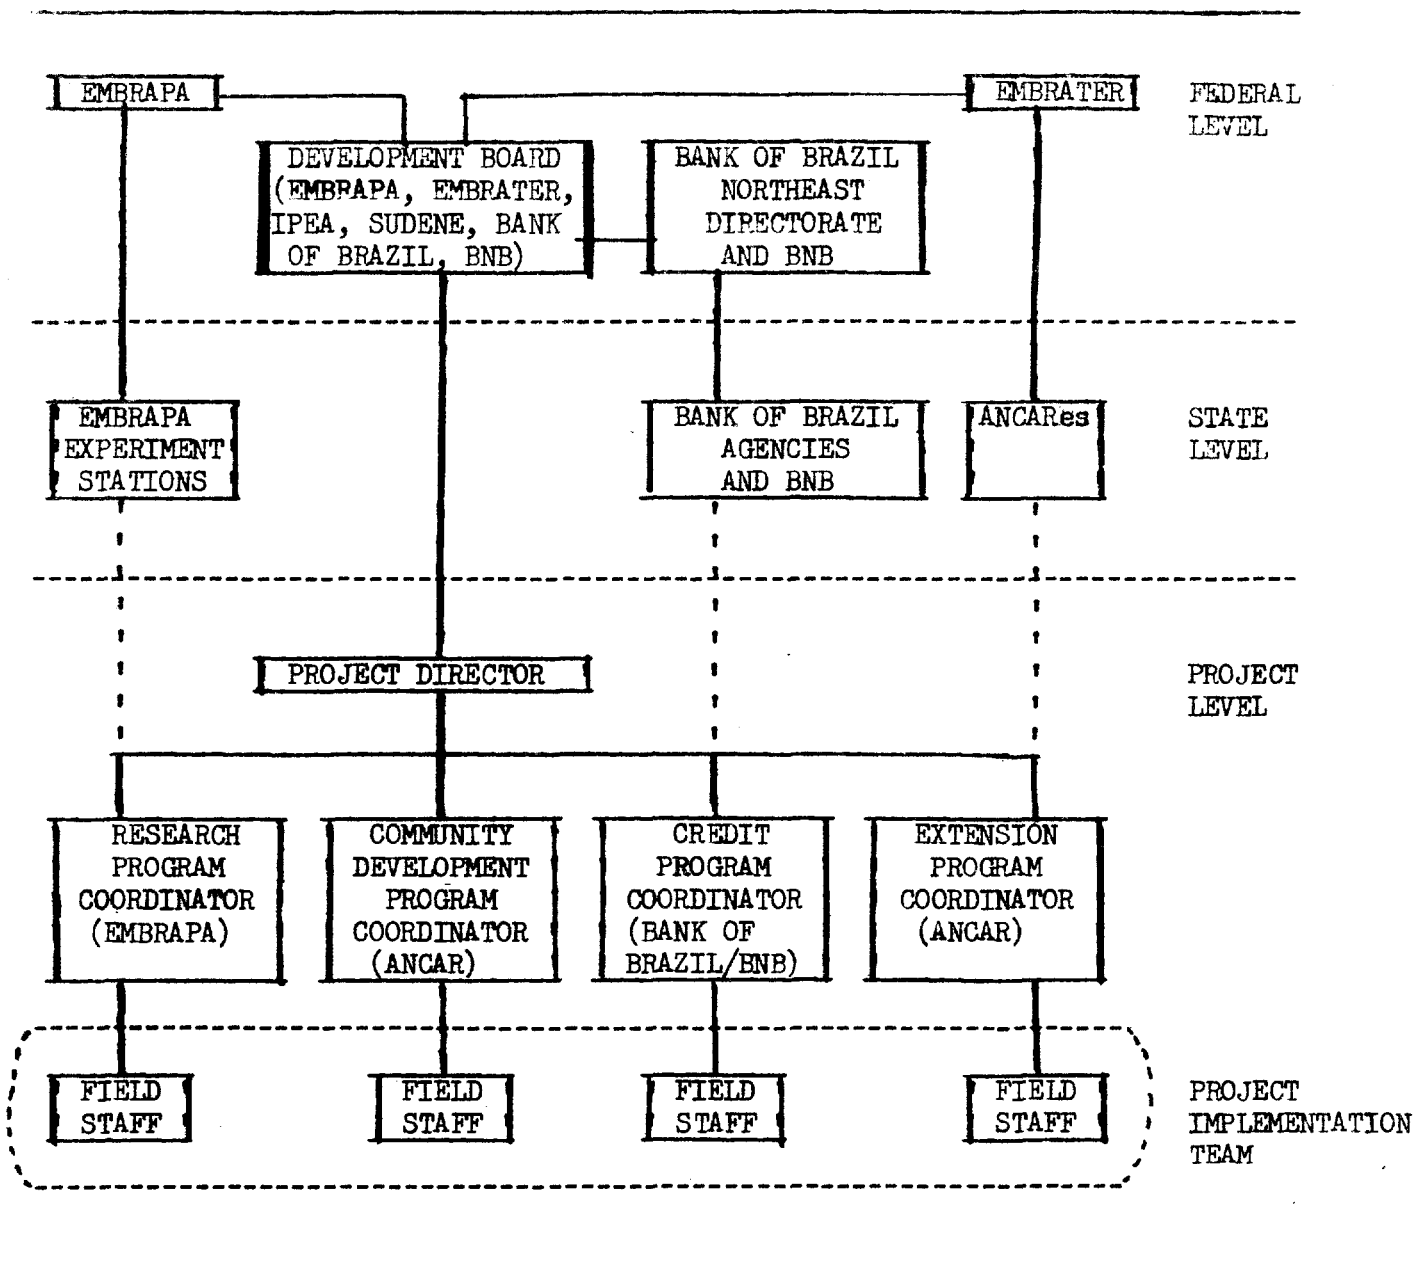 EMBRAPA
EMBRATER
FEDERAL
LEVEL
DEVELOPMENT BOARD
(EMBRAPA, EMBRATER,
IPEA, SUDENE, BANK
OF BRAZIL, BNB)
BANK OF BRAZIL
NORTHEAST
DIRECTORATE
AND BNB
EMBRAPA
EXPERIMENT
STATIONS
BANK OF BRAZIL
AGENCIES
AND BNB
ANCARes
STATE
LEVEL
PROJECT DIRECTOR
PROJECT
LEVEL
RESEARCH
PROGRAM
COORDINATOR
(EMBRAPA)
COMMUNITY
DEVELOPMENT
PROGRAM
COORDINATOR
(ANCAR)
CREDIT
PROGRAM
COORDINATOR
(BANK OF
BRAZIL/BNB)
EXTENSION
PROGRAM
COORDINATOR
(ANCAR)
FIELD
STAFF
FIELD
STAFF
FIELD
STAFF
FIELD
STAFF
PROJECT
IMPLEMENTATION
TEAM